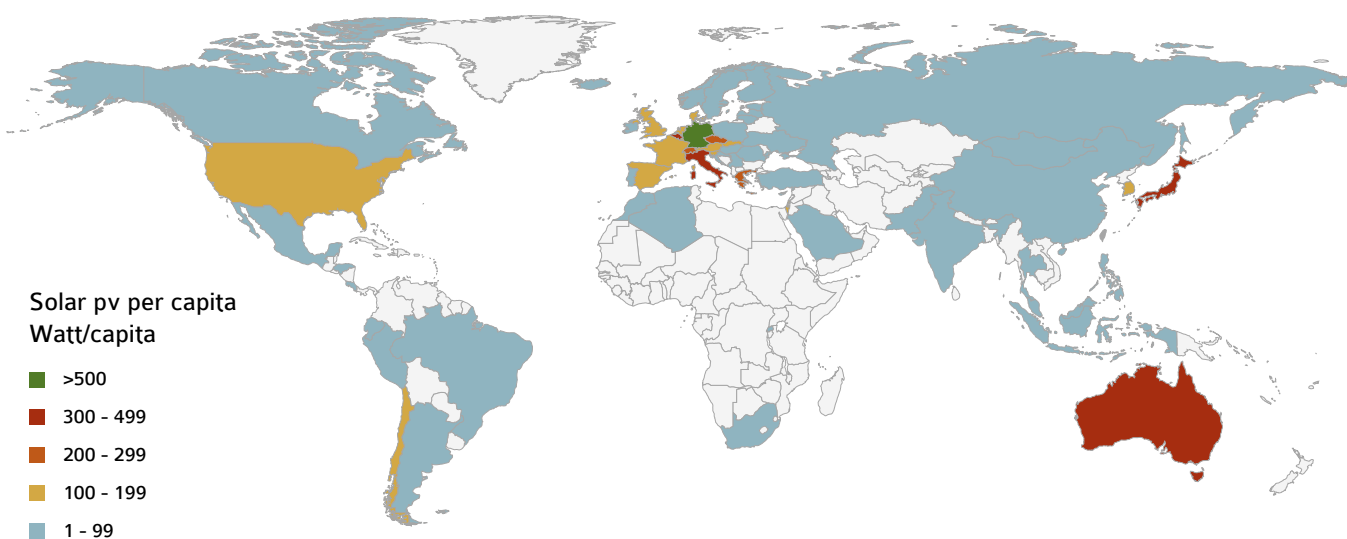 Solar pv per capita
Watt/capita
>500
300 - 499
200 - 299
100 - 199
1 - 99